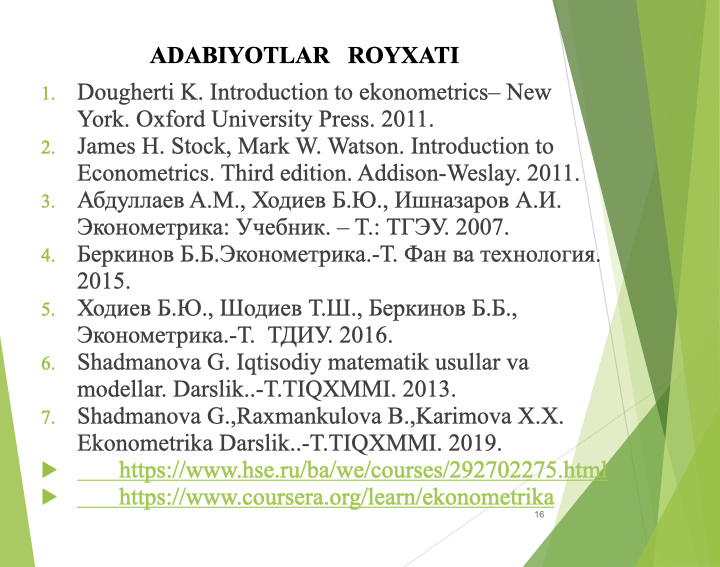 ADABIYOTLAR ROYXATI
1. Dougherti K. Introduction to ekonometrics– New
York. Oxford University Press. 2011.
2. James H. Stock, Mark W. Watson. Introduction to
Econometrics. Third edition. Addison-Weslay. 2011.
3. Абдуллаев А.М., Ходиев Б.Ю., Ишназаров А.И.
Эконометрика: Учебник. – Т.: ТГЭУ. 2007.
4. Беркинов Б.Б.Эконометрика.-Т. Фан ва технология.
2015.
5. Ходиев Б.Ю., Шодиев Т.Ш., Беркинов Б.Б.,
Эконометрика.-Т. ТДИУ. 2016.
6. Shadmanova G. Iqtisodiy matematik usullar va
modellar. Darslik..-T.TIQXMMI. 2013.
7. Shadmanova G.,Raxmankulova B.,Karimova X.X.
Ekonometrika Darslik..-T.TIQXMMI. 2019.
https://www.hse.ru/ba/we/courses/292702275.html
https://www.coursera.org/learn/ekonometrika
16